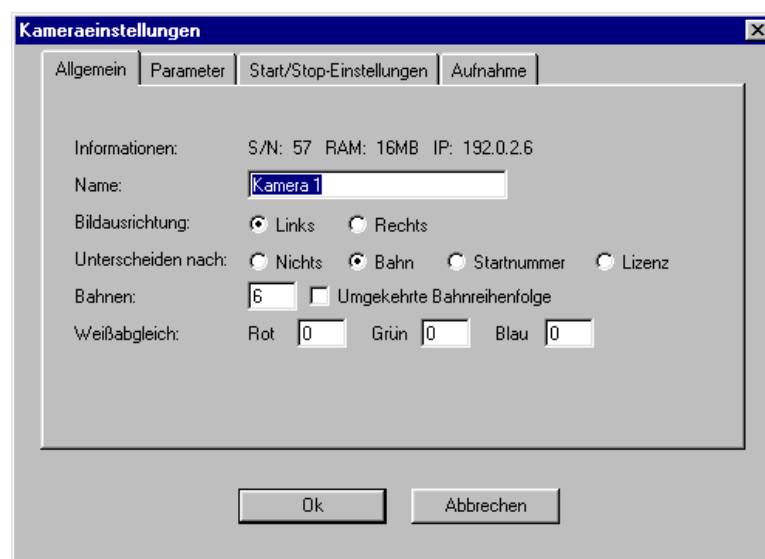 Kameraeinstellungen
Allgemein Parameter Start/Stop-Einstellungen Aufnahme
Informationen: S/N: 57 RAM: 16MB IP: 192.0.2.6
Name: Kamera 1
Bildausrichtung: Links Rechts
Unterscheiden nach: Nichts Bahn Startnummer Lizenz
Bahnen: 6 Umgekehrte Bahnreihenfolge
Weißabgleich: Rot 0 Grün 0 Blau 0
Ok Abbrechen